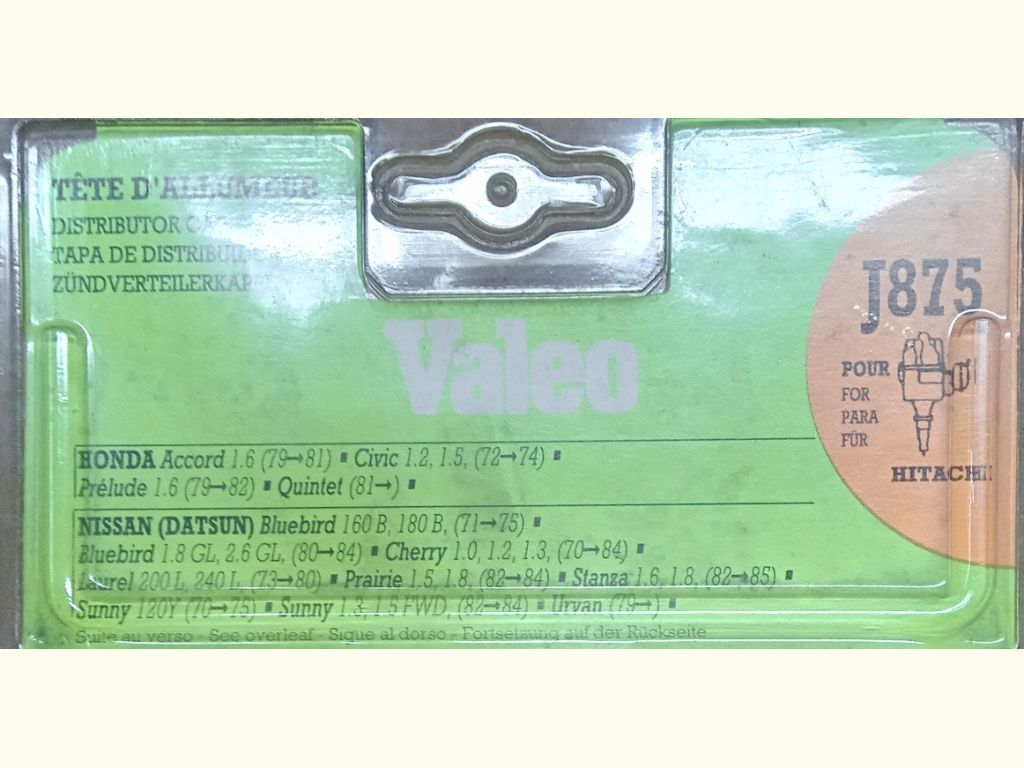 TÊTE D'ALLUMEUR
DISTRIBUTOR
TAPA DE
ZÜNDVERTEILERKAPPE
Valeo
J875
POUR
FOR
PARA
FÜR
HITACHI
HONDA Accord 1.6 (79→81) ▪ Civic 1.2, 1.5, (72→74) ▪
Prélude 1.6 (79→82) ▪ Quintet (81→) ▪
NISSAN (DATSUN) Bluebird 160 B, 180 B, (71→75) ▪
Bluebird 1.8 GL, 2.6 GL, (80→84) ▪ Cherry 1.0, 1.2, 1.3, (70→84) ▪
Laurel 200 L, 240 L, (73→80) ▪ Prairie 1.5, 1.8, (82→84) ▪ Stanza 1.6, 1.8, (82→85) ▪
Sunny 120Y (70→75) ▪ Sunny 1.3, 1.5 FWD, (82→84) ▪ Urvan (79→) ▪
Suite au verso - See overleaf - Sigue al dorso - Fortsetzung auf der Rückseite